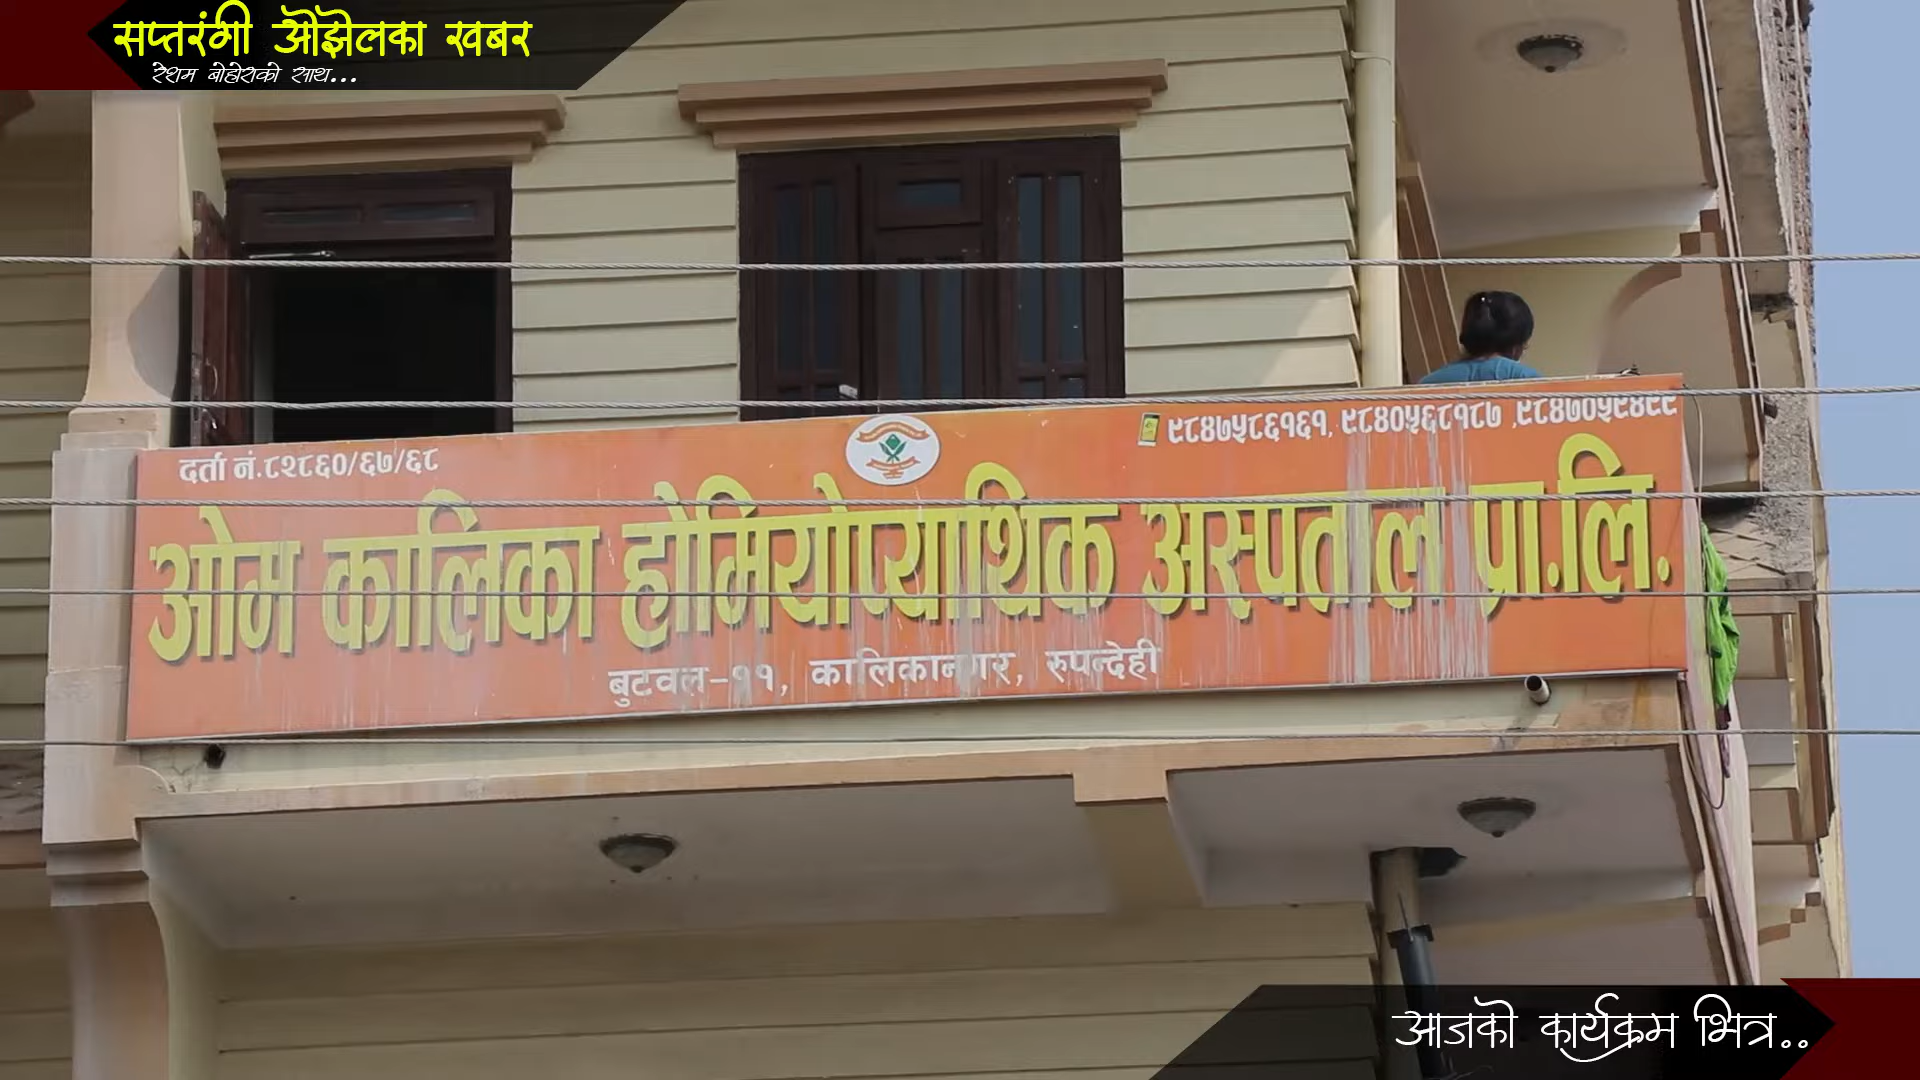 सप्तरंगी ओझेलका खबर
रेशम बोहोराको साथ...
दर्ता नं.८२८६०/६७/६८
९८४७५८६१६१, ९८४०५६८१८७ ,९८४७०५९४९९
ओम कालिका होमियोप्याथिक अस्पताल प्रा.लि.
बुटवल-११, कालिकानगर, रुपन्देही
आजको कार्यक्रम भित्र..